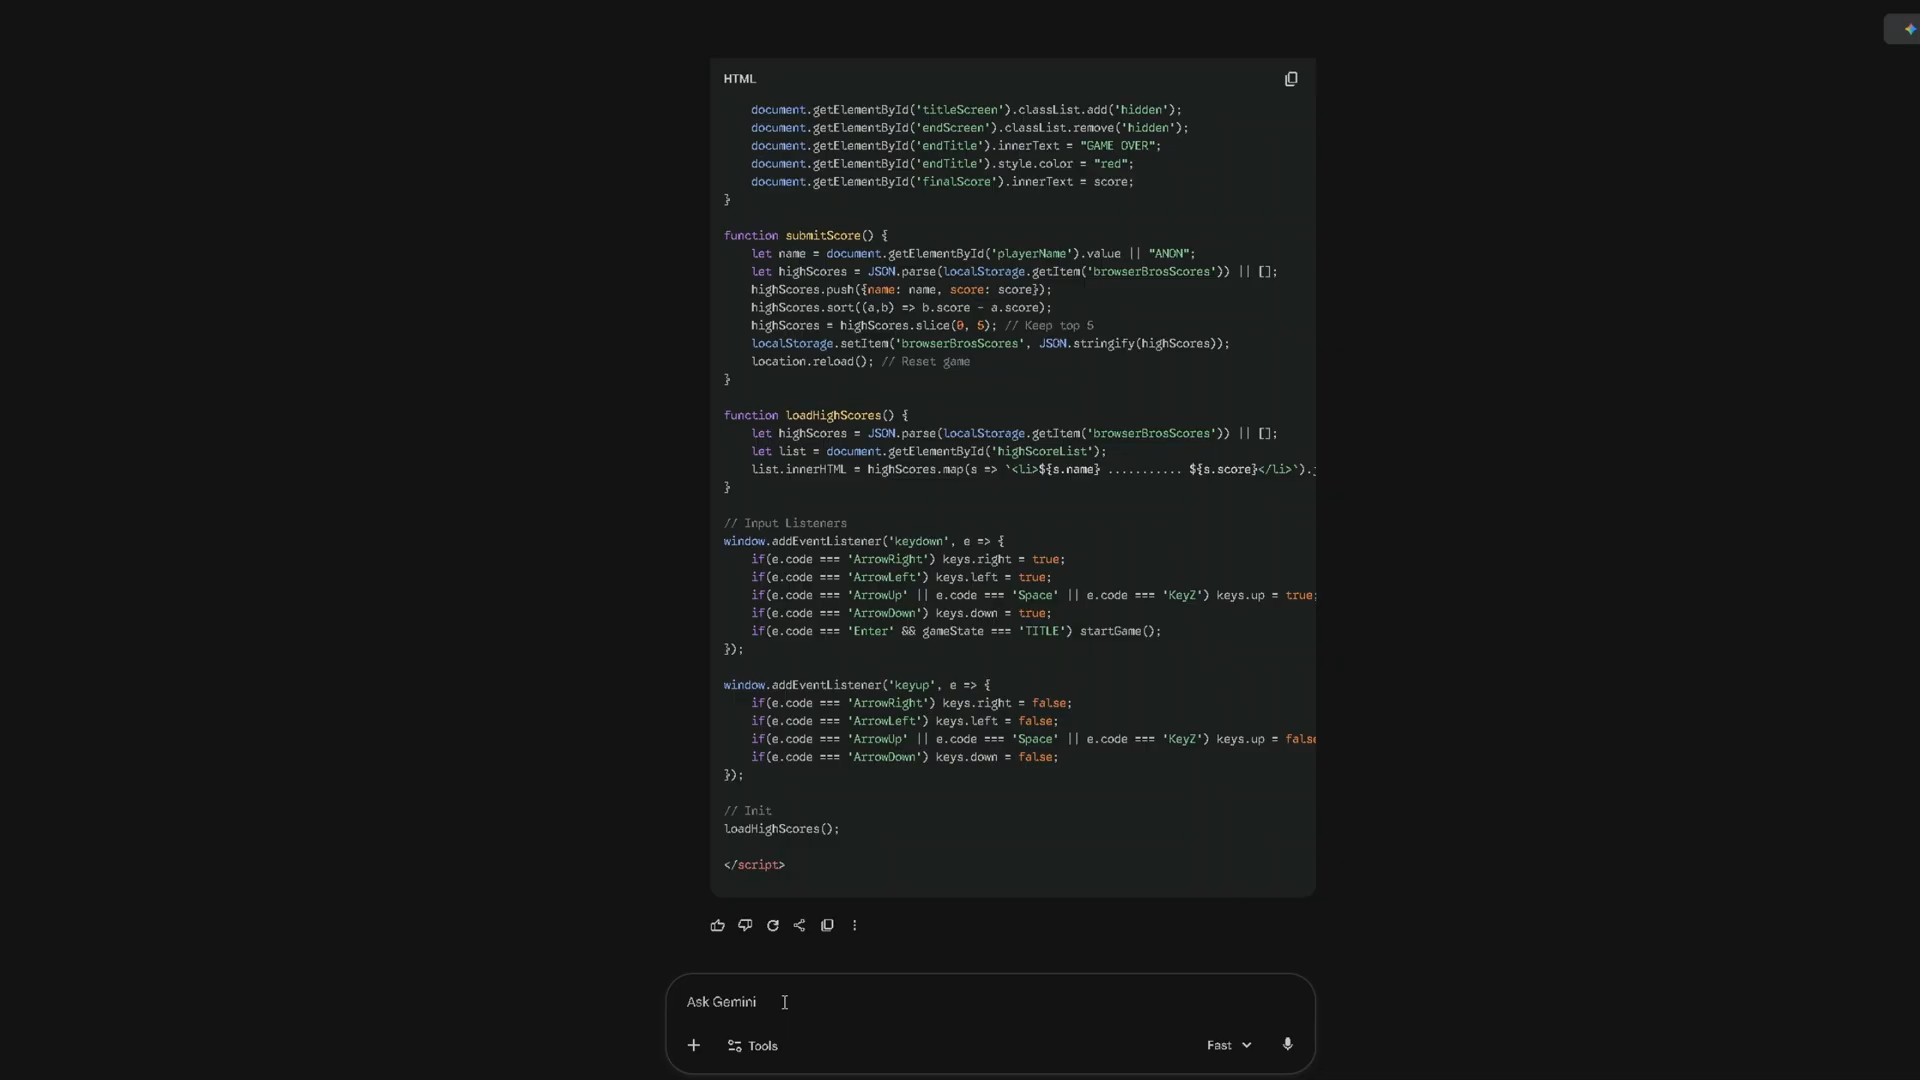 HTML
    document.getElementById('titleScreen').classList.add('hidden');
    document.getElementById('endScreen').classList.remove('hidden');
    document.getElementById('endTitle').innerText = "GAME OVER";
    document.getElementById('endTitle').style.color = "red";
    document.getElementById('finalScore').innerText = score;
}
function submitScore() {
    let name = document.getElementById('playerName').value || "ANON";
    let highScores = JSON.parse(localStorage.getItem('browserBrosScores')) || [];
    highScores.push({name: name, score: score});
    highScores.sort((a,b) => b.score - a.score);
    highScores = highScores.slice(0, 5); // Keep top 5
    localStorage.setItem('browserBrosScores', JSON.stringify(highScores));
    location.reload(); // Reset game
}
function loadHighScores() {
    let highScores = JSON.parse(localStorage.getItem('browserBrosScores')) || [];
    let list = document.getElementById('highScoreList');
    list.innerHTML = highScores.map(s => `<li>${s.name} ........... ${s.score}</li>`).
}
// Input Listeners
window.addEventListener('keydown', e => {
    if(e.code === 'ArrowRight') keys.right = true;
    if(e.code === 'ArrowLeft') keys.left = true;
    if(e.code === 'ArrowUp' || e.code === 'Space' || e.code === 'KeyZ') keys.up = true;
    if(e.code === 'ArrowDown') keys.down = true;
    if(e.code === 'Enter' && gameState === 'TITLE') startGame();
});
window.addEventListener('keyup', e => {
    if(e.code === 'ArrowRight') keys.right = false;
    if(e.code === 'ArrowLeft') keys.left = false;
    if(e.code === 'ArrowUp' || e.code === 'Space' || e.code === 'KeyZ') keys.up = false
    if(e.code === 'ArrowDown') keys.down = false;
});
// Init
loadHighScores();
</script>
Ask Gemini
Tools
Fast